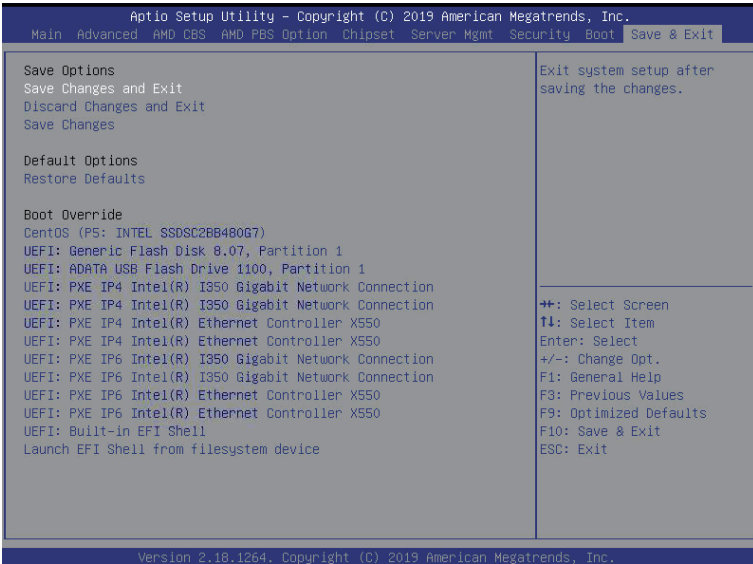 Aptio Setup Utility – Copyright (C) 2019 American Megatrends, Inc.
Main Advanced AMD CBS AMD PBS Option Chipset Server Mgmt Security Boot Save & Exit
Save Options
Save Changes and Exit
Discard Changes and Exit
Save Changes
Default Options
Restore Defaults
Boot Override
CentOS (P5: INTEL SSDSC2BB480G7)
UEFI: Generic Flash Disk 8.07, Partition 1
UEFI: ADATA USB Flash Drive 1100, Partition 1
UEFI: PXE IP4 Intel(R) I350 Gigabit Network Connection
UEFI: PXE IP4 Intel(R) I350 Gigabit Network Connection
UEFI: PXE IP4 Intel(R) Ethernet Controller X550
UEFI: PXE IP4 Intel(R) Ethernet Controller X550
UEFI: PXE IP6 Intel(R) I350 Gigabit Network Connection
UEFI: PXE IP6 Intel(R) I350 Gigabit Network Connection
UEFI: PXE IP6 Intel(R) Ethernet Controller X550
UEFI: PXE IP6 Intel(R) Ethernet Controller X550
UEFI: Built-in EFI Shell
Launch EFI Shell from filesystem device
Exit system setup after
saving the changes.
→←: Select Screen
↑↓: Select Item
Enter: Select
+/-: Change Opt.
F1: General Help
F3: Previous Values
F9: Optimized Defaults
F10: Save & Exit
ESC: Exit
Version 2.18.1264. Copyright (C) 2019 American Megatrends, Inc.